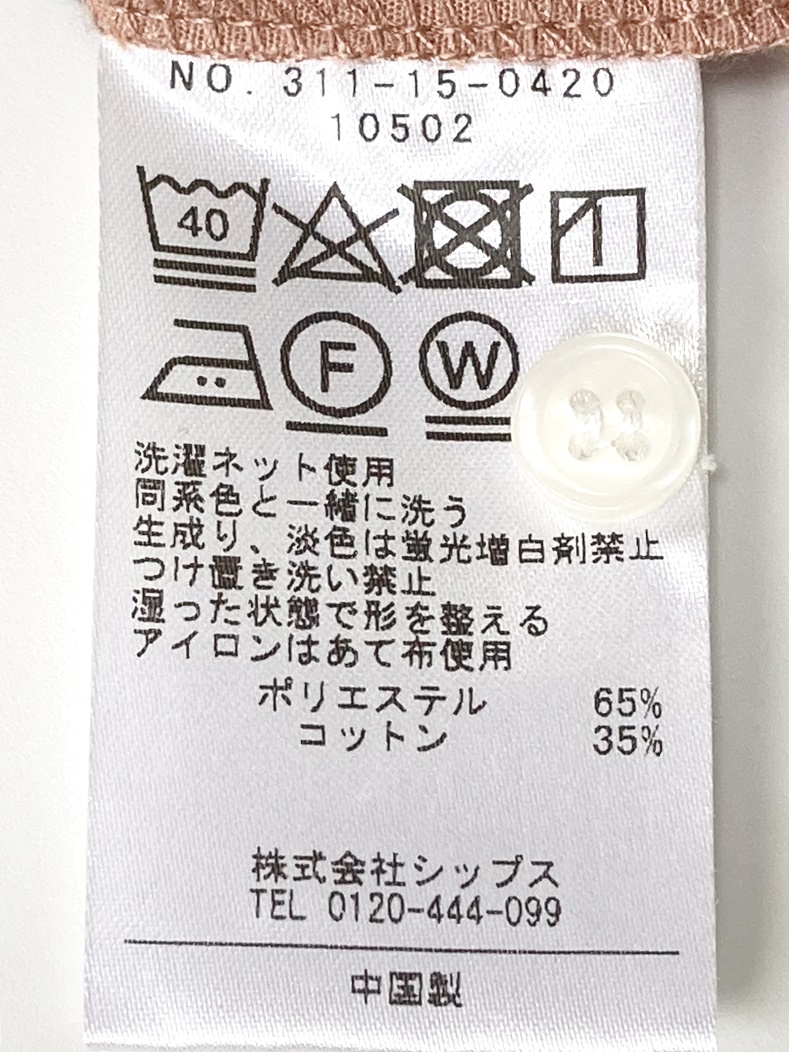 NO. 311-15-0420
10502
40
F W
洗濯ネット使用
同系色と一緒に洗う
生成り、淡色は蛍光増白剤禁止
つけ置き洗い禁止
湿った状態で形を整える
アイロンはあて布使用
ポリエステル 65%
コットン 35%
株式会社シップス
TEL 0120-444-099
中国製